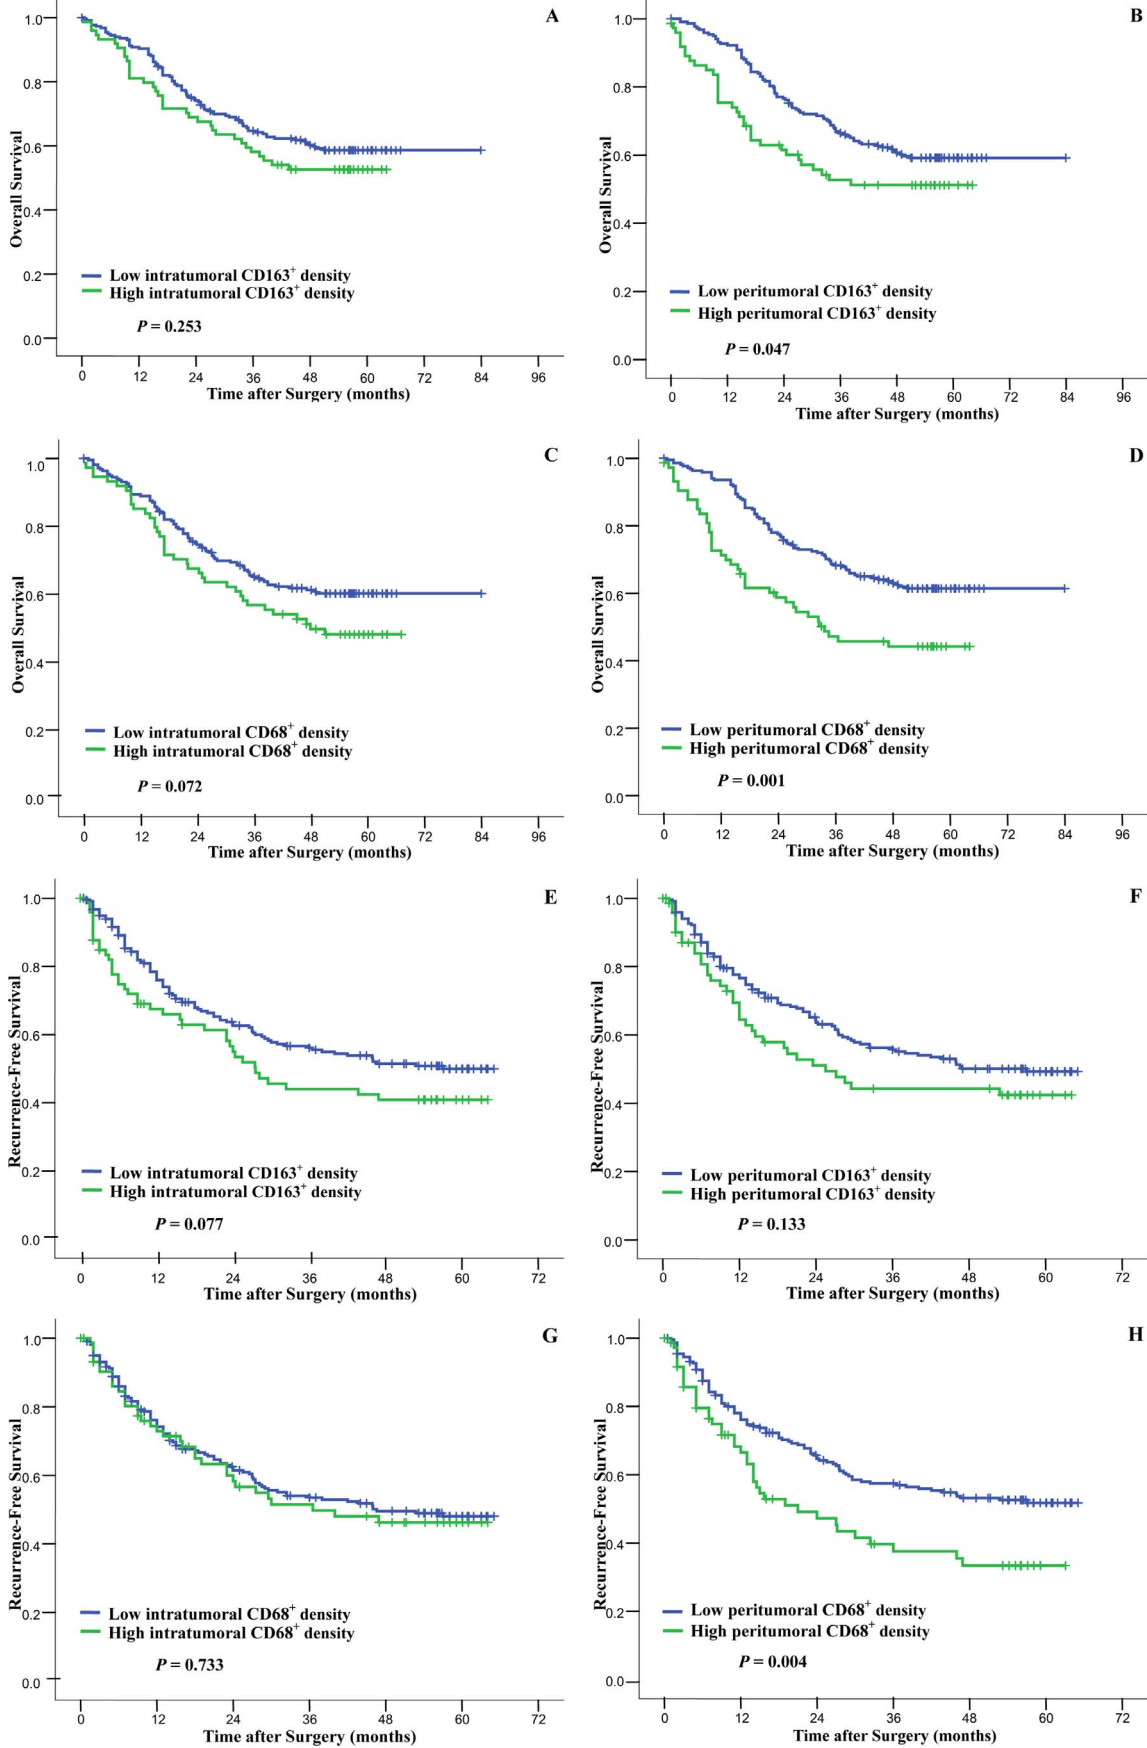 A
1.0
0.8
0.6
0.4
0.2
0.0
Overall Survival
Low intratumoral CD163+ density
High intratumoral CD163+ density
P = 0.253
0 12 24 36 48 60 72 84 96
Time after Surgery (months)
B
1.0
0.8
0.6
0.4
0.2
0.0
Overall Survival
Low peritumoral CD163+ density
High peritumoral CD163+ density
P = 0.047
0 12 24 36 48 60 72 84 96
Time after Surgery (months)
C
1.0
0.8
0.6
0.4
0.2
0.0
Overall Survival
Low intratumoral CD68+ density
High intratumoral CD68+ density
P = 0.072
0 12 24 36 48 60 72 84 96
Time after Surgery (months)
D
1.0
0.8
0.6
0.4
0.2
0.0
Overall Survival
Low peritumoral CD68+ density
High peritumoral CD68+ density
P = 0.001
0 12 24 36 48 60 72 84 96
Time after Surgery (months)
E
1.0
0.8
0.6
0.4
0.2
0.0
Recurrence-Free Survival
Low intratumoral CD163+ density
High intratumoral CD163+ density
P = 0.077
0 12 24 36 48 60 72
Time after Surgery (months)
F
1.0
0.8
0.6
0.4
0.2
0.0
Recurrence-Free Survival
Low peritumoral CD163+ density
High peritumoral CD163+ density
P = 0.133
0 12 24 36 48 60 72
Time after Surgery (months)
G
1.0
0.8
0.6
0.4
0.2
0.0
Recurrence-Free Survival
Low intratumoral CD68+ density
High intratumoral CD68+ density
P = 0.733
0 12 24 36 48 60 72
Time after Surgery (months)
H
1.0
0.8
0.6
0.4
0.2
0.0
Recurrence-Free Survival
Low peritumoral CD68+ density
High peritumoral CD68+ density
P = 0.004
0 12 24 36 48 60 72
Time after Surgery (months)